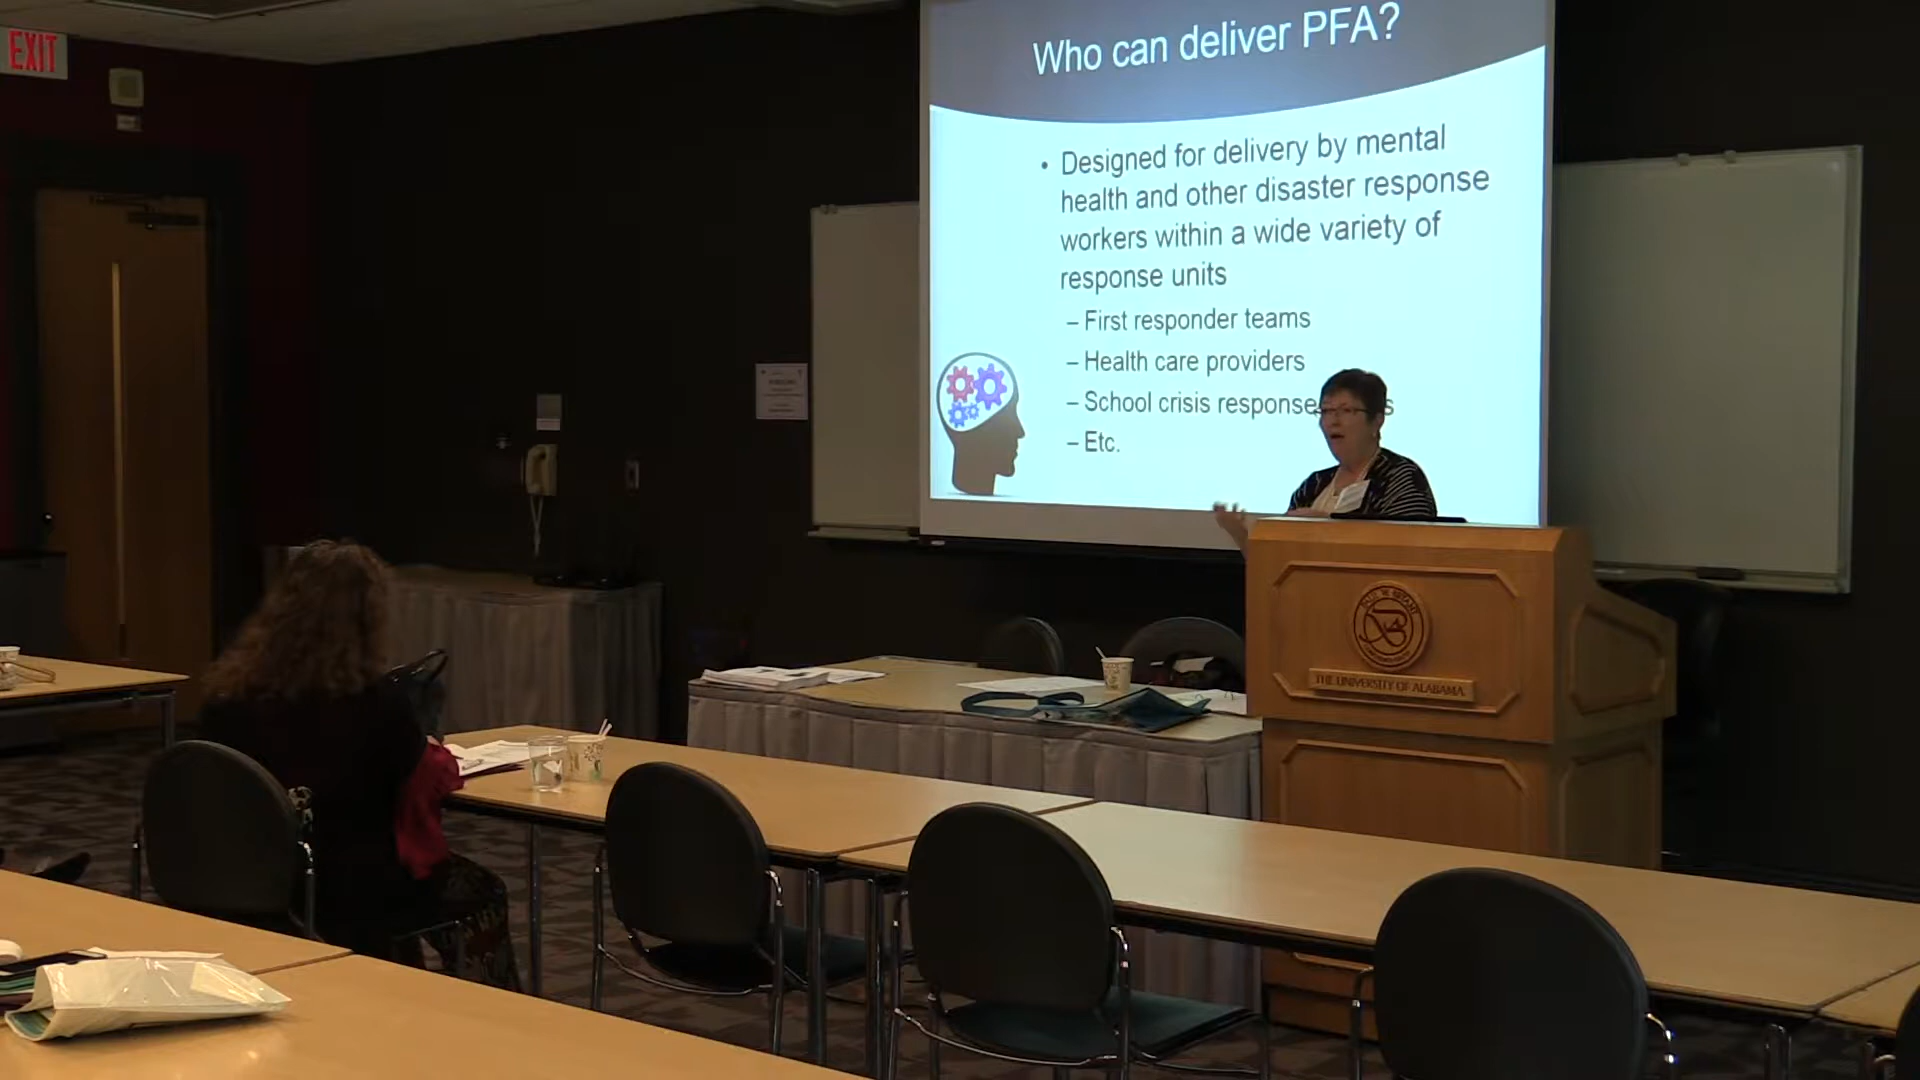 EXIT
Who can deliver PFA?
• Designed for delivery by mental
health and other disaster response
workers within a wide variety of
response units
– First responder teams
– Health care providers
– School crisis response
– Etc.
THE UNIVERSITY OF ALABAMA